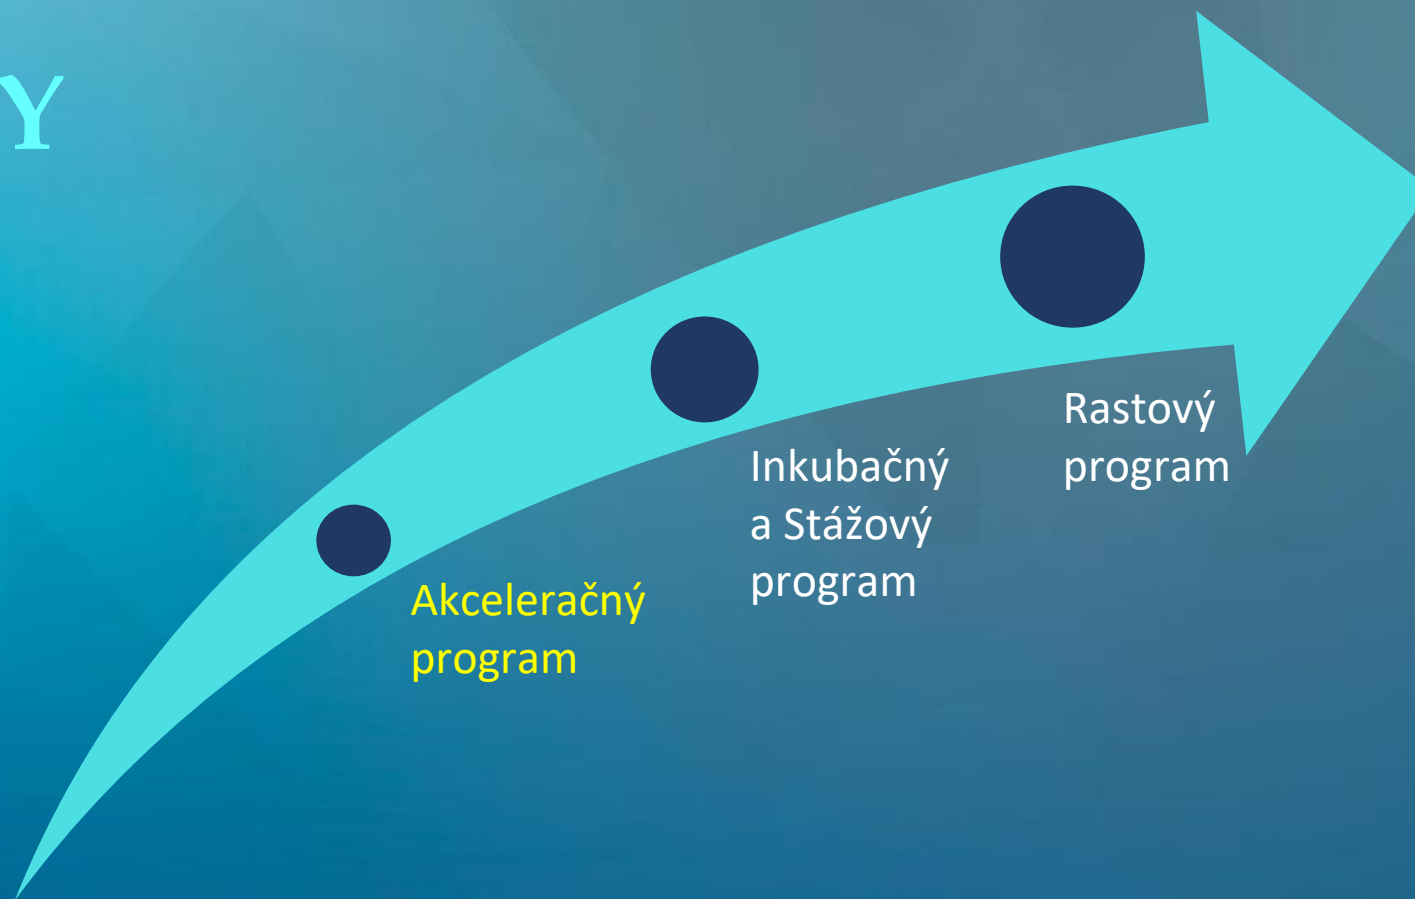 Y
Rastový
program
Inkubačný
a Stážový
program
Akceleračný
program